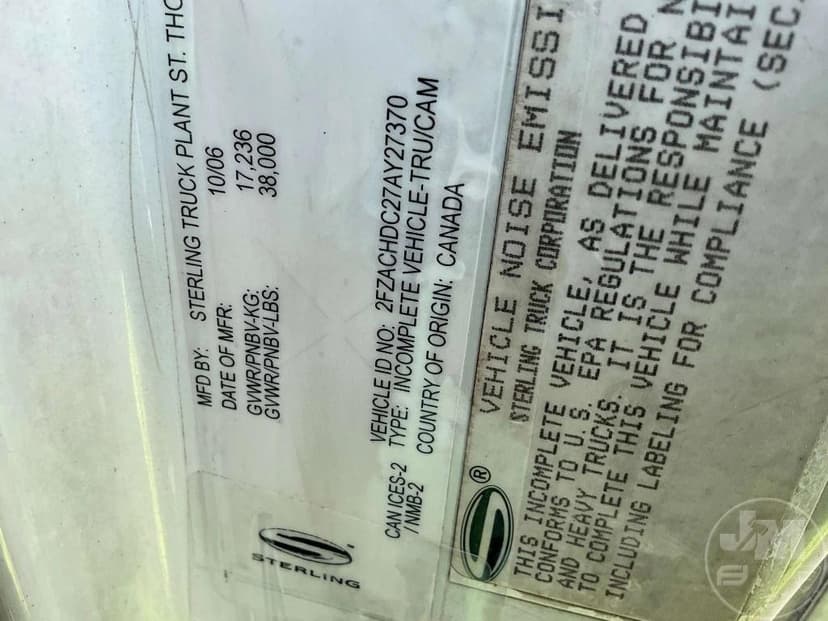 MFD BY: STERLING TRUCK PLANT ST. THO
DATE OF MFR: 10/06
GVWR/PNBV-KG: 17,236
GVWR/PNBV-LBS: 38,000
VEHICLE ID NO: 2FZACHDC27AY27370
CAN ICES-2 TYPE: INCOMPLETE VEHICLE-TRU/CAM
/ NMB-2
COUNTRY OF ORIGIN: CANADA
STERLING
VEHICLE NOISE EMISSI
STERLING TRUCK CORPORATION
THIS INCOMPLETE VEHICLE, AS DELIVERED
CONFORMS TO U.S. EPA REGULATIONS FOR N
AND HEAVY TRUCKS. IT IS THE RESPONSIBI
TO COMPLETE THIS VEHICLE WHILE MAINTAI
INCLUDING LABELING FOR COMPLIANCE (SEC.
®
JM